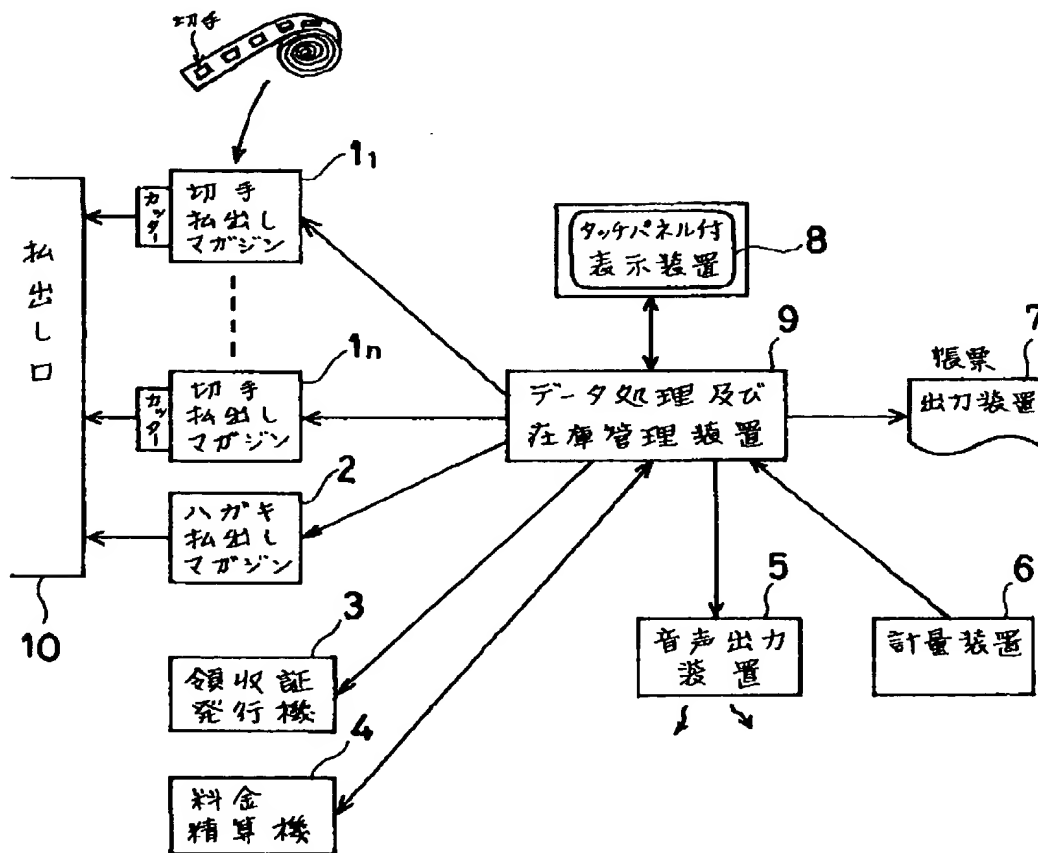 切手
1₁
切手
払出し
マガジン
カッター
払出し口
タッチパネル付
表示装置
8
9
7
帳票
出力装置
1n
切手
払出し
マガジン
カッター
データ処理及び
在庫管理装置
2
ハガキ
払出し
マガジン
10
3
領収証
発行機
5
音声出力
装置
6
計量装置
4
料金
精算機